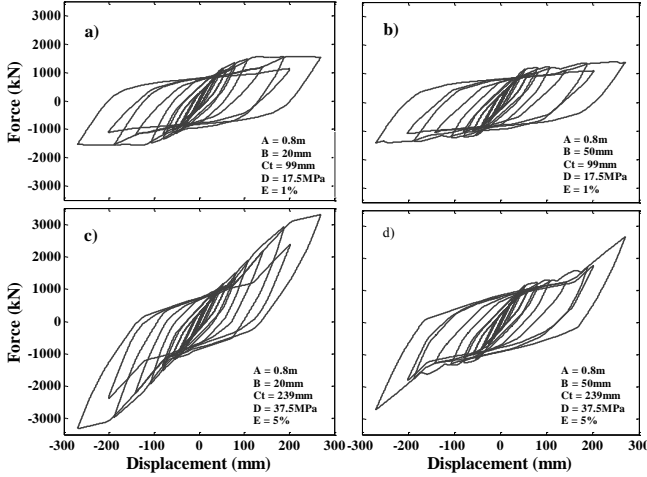 3000
2000
1000
0
-1000
-2000
-3000
Force (kN)
a)
A = 0.8m
B = 20mm
Ct = 99mm
D = 17.5MPa
E = 1%
b)
A = 0.8m
B = 50mm
Ct = 99mm
D = 17.5MPa
E = 1%
3000
2000
1000
0
-1000
-2000
-3000
Force (kN)
c)
A = 0.8m
B = 20mm
Ct = 239mm
D = 37.5MPa
E = 5%
d)
A = 0.8m
B = 50mm
Ct = 239mm
D = 37.5MPa
E = 5%
-300 -200 -100 0 100 200 300
-100 0 100 200 300
Displacement (mm)
Displacement (mm)